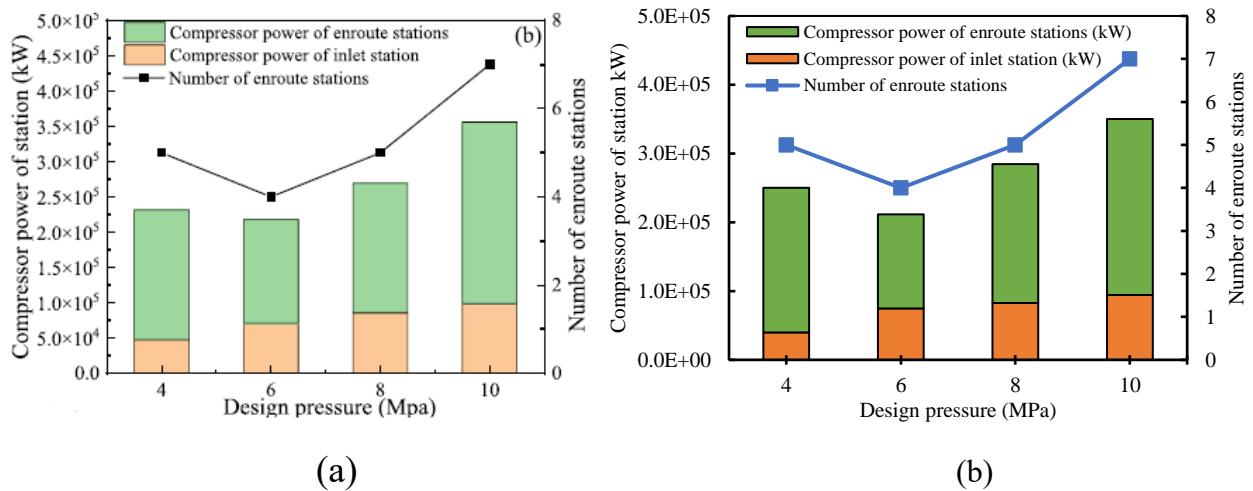 5.0×10⁵
4.5×10⁵
4.0×10⁵
3.5×10⁵
3.0×10⁵
2.5×10⁵
2.0×10⁵
1.5×10⁵
1.0×10⁵
5.0×10⁴
0.0
Compressor power of station (kW)
Compressor power of enroute stations
Compressor power of inlet station
Number of enroute stations
(b)
8
6
4
2
0
Number of enroute stations
4 6 8 10
Design pressure (Mpa)
(a)
5.0E+05
4.0E+05
3.0E+05
2.0E+05
1.0E+05
0.0E+00
Compressor power of station kW)
Compressor power of enroute stations (kW)
Compressor power of inlet station (kW)
Number of enroute stations
8
7
6
5
4
3
2
1
0
Number of enroute stations
4 6 8 10
Design pressure (MPa)
(b)